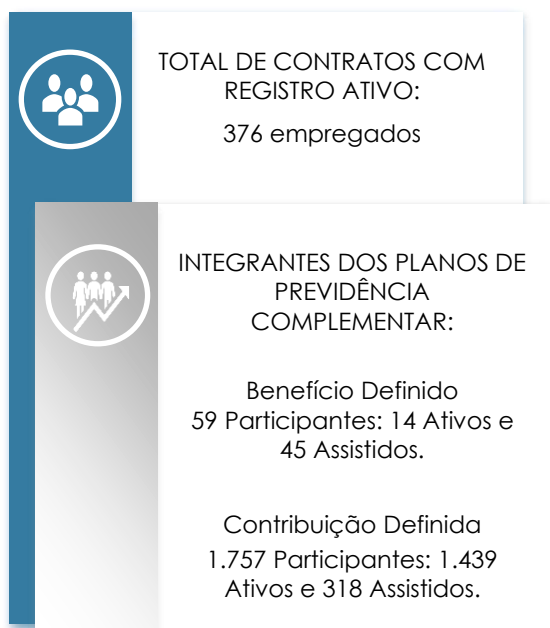 TOTAL DE CONTRATOS COM
REGISTRO ATIVO:
376 empregados
INTEGRANTES DOS PLANOS DE
PREVIDÊNCIA
COMPLEMENTAR:
Benefício Definido
59 Participantes: 14 Ativos e
45 Assistidos.
Contribuição Definida
1.757 Participantes: 1.439
Ativos e 318 Assistidos.